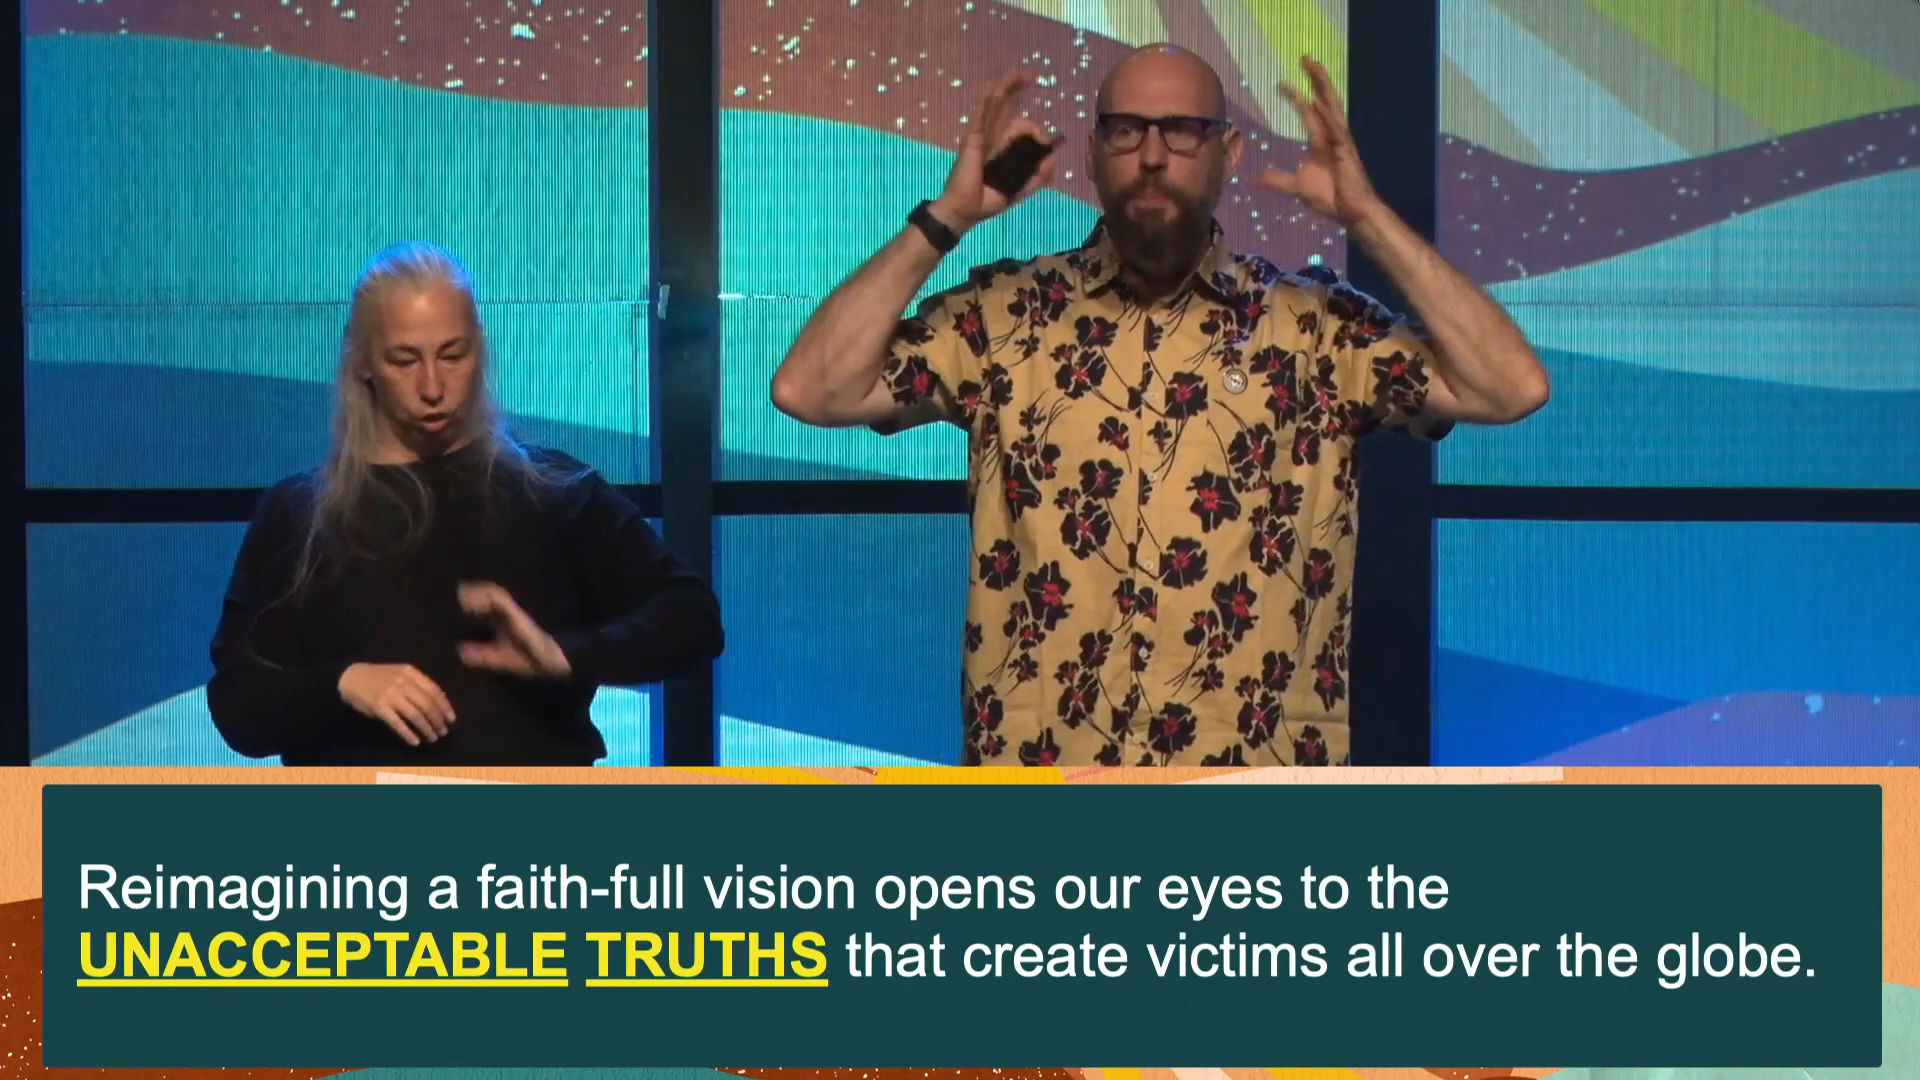 Reimagining a faith-full vision opens our eyes to the
UNACCEPTABLE TRUTHS that create victims all over the globe.